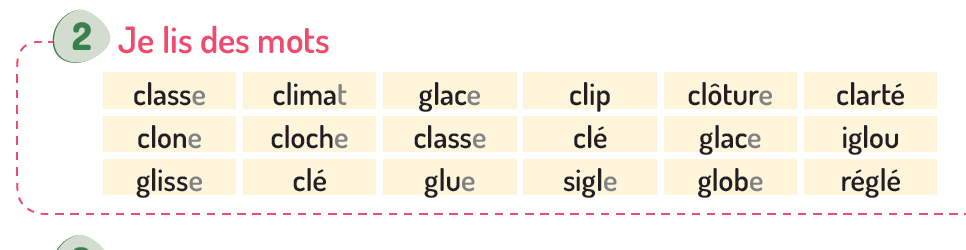 2 Je lis des mots
classe climat glace clip clôture clarté
clone cloche classe clé glace iglou
glisse clé glue sigle globe réglé